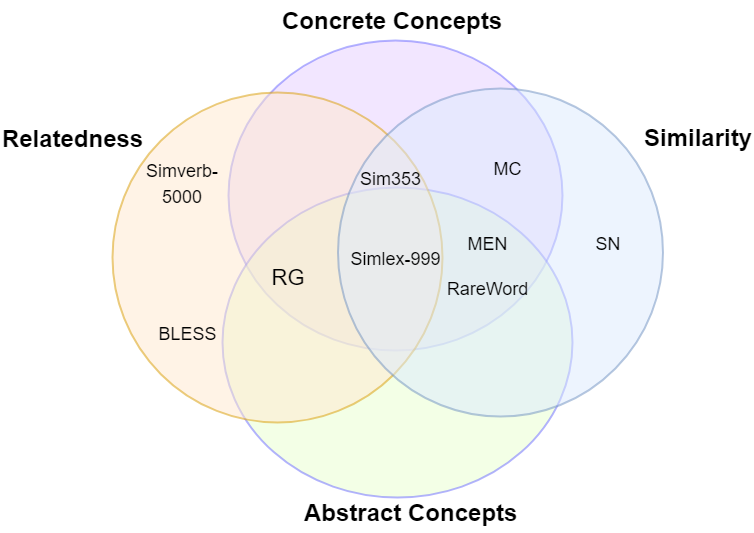 Concrete Concepts
Relatedness
Similarity
Simverb-
5000
Sim353
MC
MEN
SN
Simlex-999
RG
RareWord
BLESS
Abstract Concepts